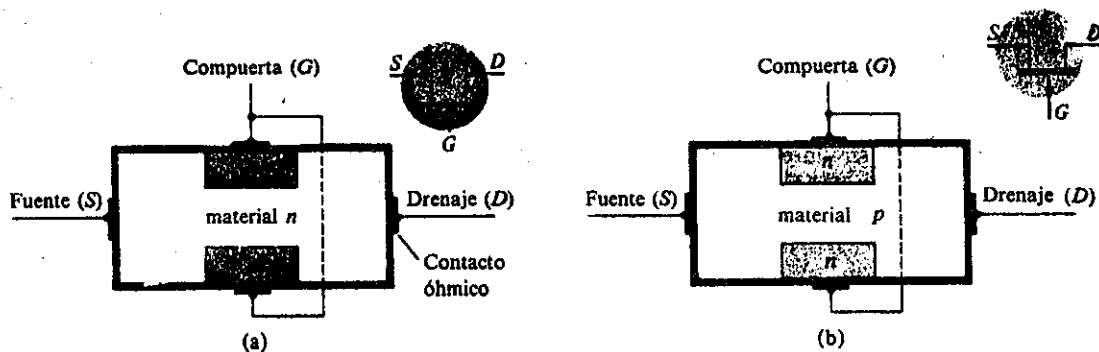 Compuerta (G)
S
D
G
Fuente (S)
material n
Drenaje (D)
Contacto
óhmico
(a)
Compuerta (G)
S
D
G
n
Fuente (S)
material p
Drenaje (D)
n
(b)